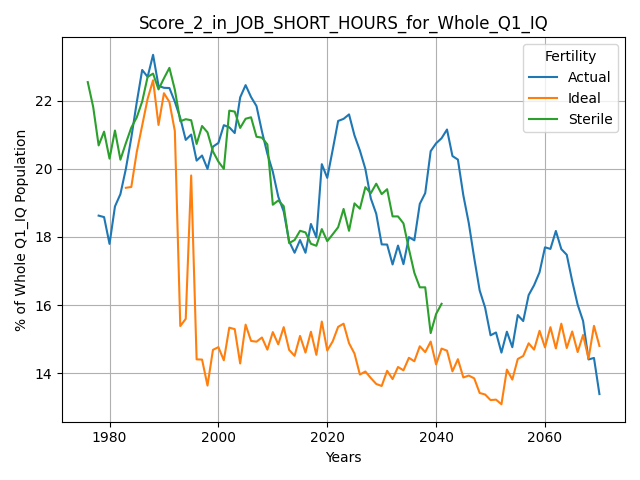 Score_2_in_JOB_SHORT_HOURS_for_Whole_Q1_IQ
Fertility
Actual
Ideal
Sterile
% of Whole Q1_IQ Population
22
20
18
16
14
1980
2000
2020
2040
2060
Years